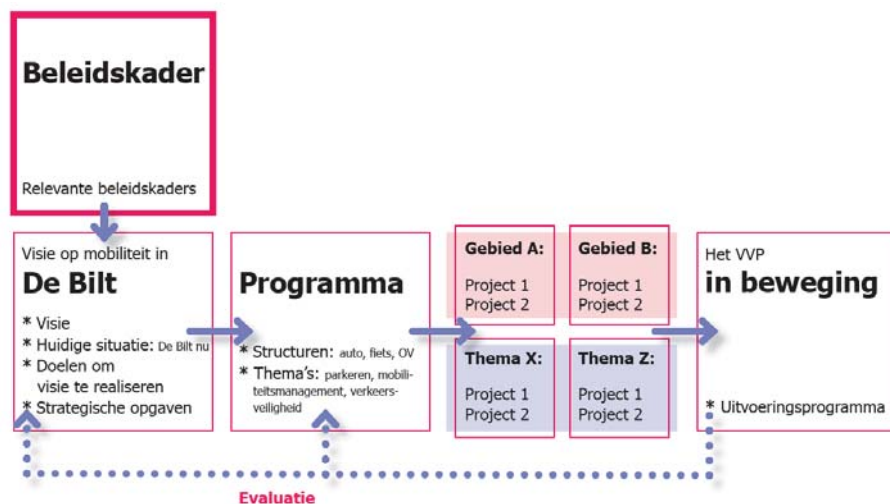 Beleidskader
Relevante beleidskaders
Visie op mobiliteit in
De Bilt
* Visie
* Huidige situatie: De Bilt nu
* Doelen om
visie te realiseren
* Strategische opgaven
Programma
* Structuren: auto, fiets, OV
* Thema's: parkeren, mobili-
teitsmanagement, verkeers-
veiligheid
Gebied A:
Project 1
Project 2
Gebied B:
Project 1
Project 2
Thema X:
Project 1
Project 2
Thema Z:
Project 1
Project 2
Het VVP
in beweging
* Uitvoeringsprogramma
Evaluatie